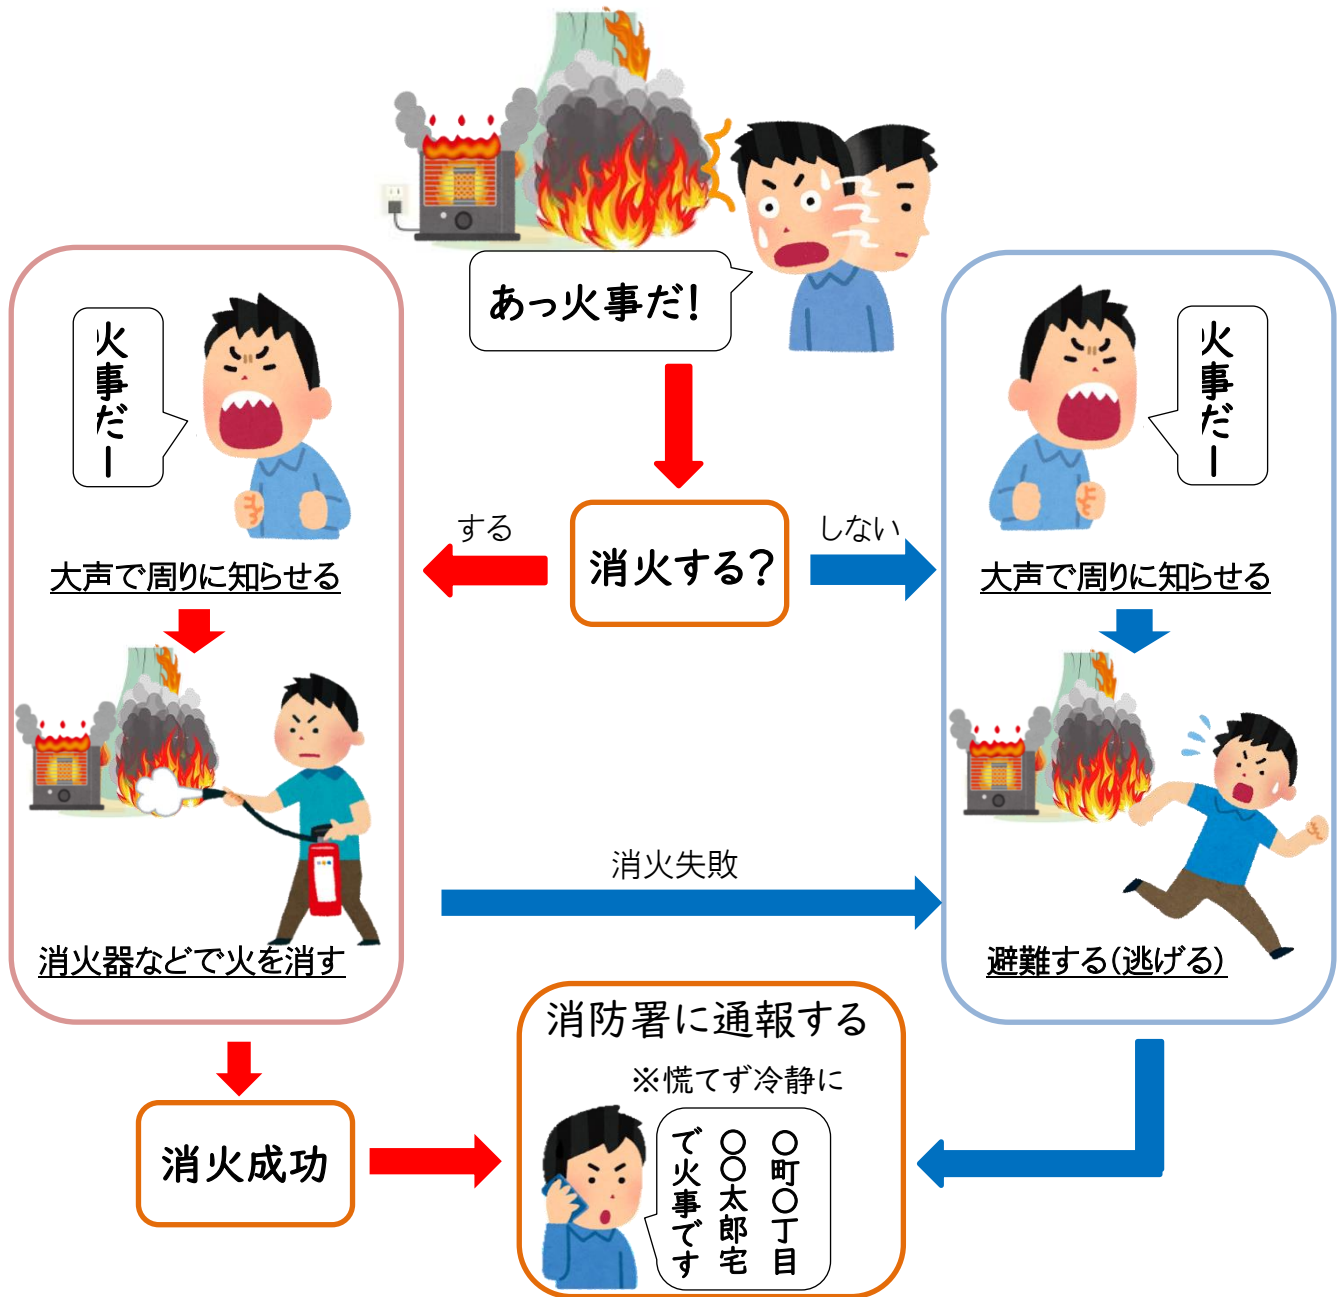 あっ火事だ！
火事だー
火事だー
する
消火する？
しない
大声で周りに知らせる
大声で周りに知らせる
消火失敗
消火器などで火を消す
避難する（逃げる）
消防署に通報する
※慌てず冷静に
〇町〇丁目
〇〇太郎宅
で火事です
消火成功